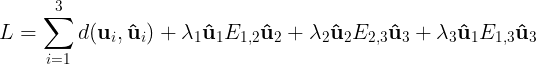 L = \sum_{i=1}^{3} d(\mathbf{u}_i, \hat{\mathbf{u}}_i) + \lambda_1 \hat{\mathbf{u}}_1 E_{1,2} \hat{\mathbf{u}}_2 + \lambda_2 \hat{\mathbf{u}}_2 E_{2,3} \hat{\mathbf{u}}_3 + \lambda_3 \hat{\mathbf{u}}_1 E_{1,3} \hat{\mathbf{u}}_3